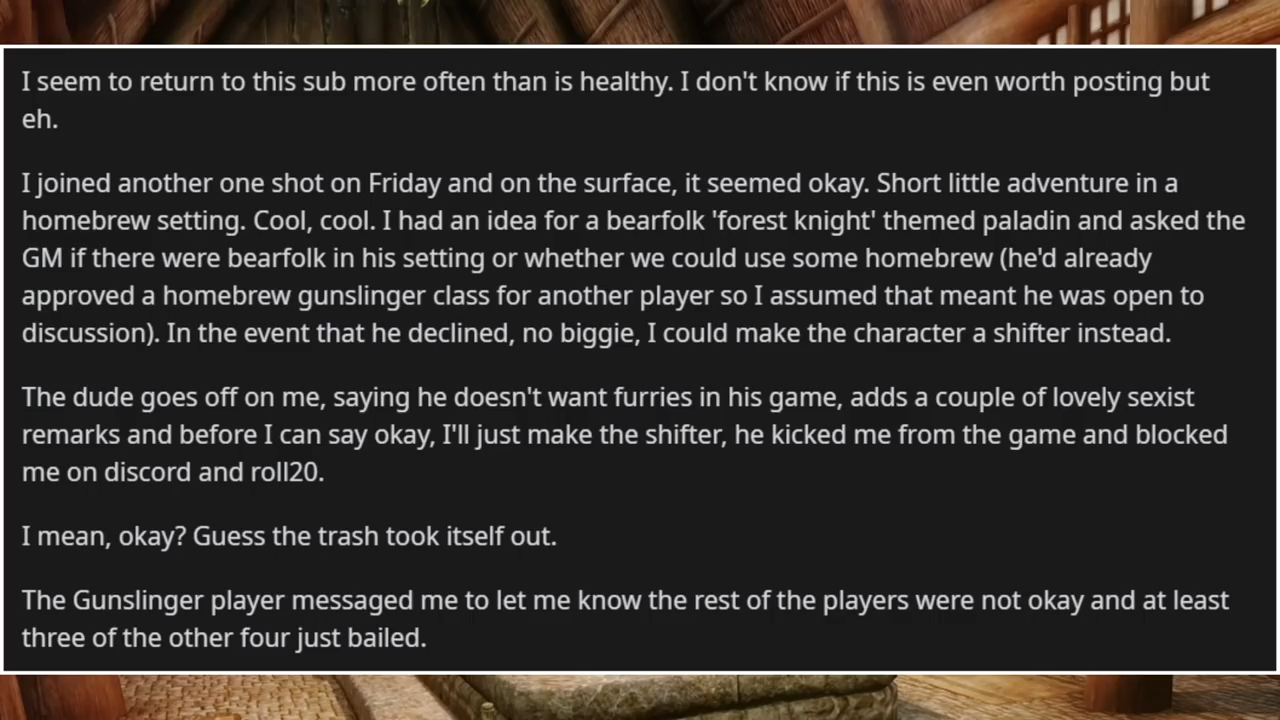 I seem to return to this sub more often than is healthy. I don't know if this is even worth posting but
eh.
I joined another one shot on Friday and on the surface, it seemed okay. Short little adventure in a
homebrew setting. Cool, cool. I had an idea for a bearfolk 'forest knight' themed paladin and asked the
GM if there were bearfolk in his setting or whether we could use some homebrew (he'd already
approved a homebrew gunslinger class for another player so I assumed that meant he was open to
discussion). In the event that he declined, no biggie, I could make the character a shifter instead.
The dude goes off on me, saying he doesn't want furries in his game, adds a couple of lovely sexist
remarks and before I can say okay, I'll just make the shifter, he kicked me from the game and blocked
me on discord and roll20.
I mean, okay? Guess the trash took itself out.
The Gunslinger player messaged me to let me know the rest of the players were not okay and at least
three of the other four just bailed.